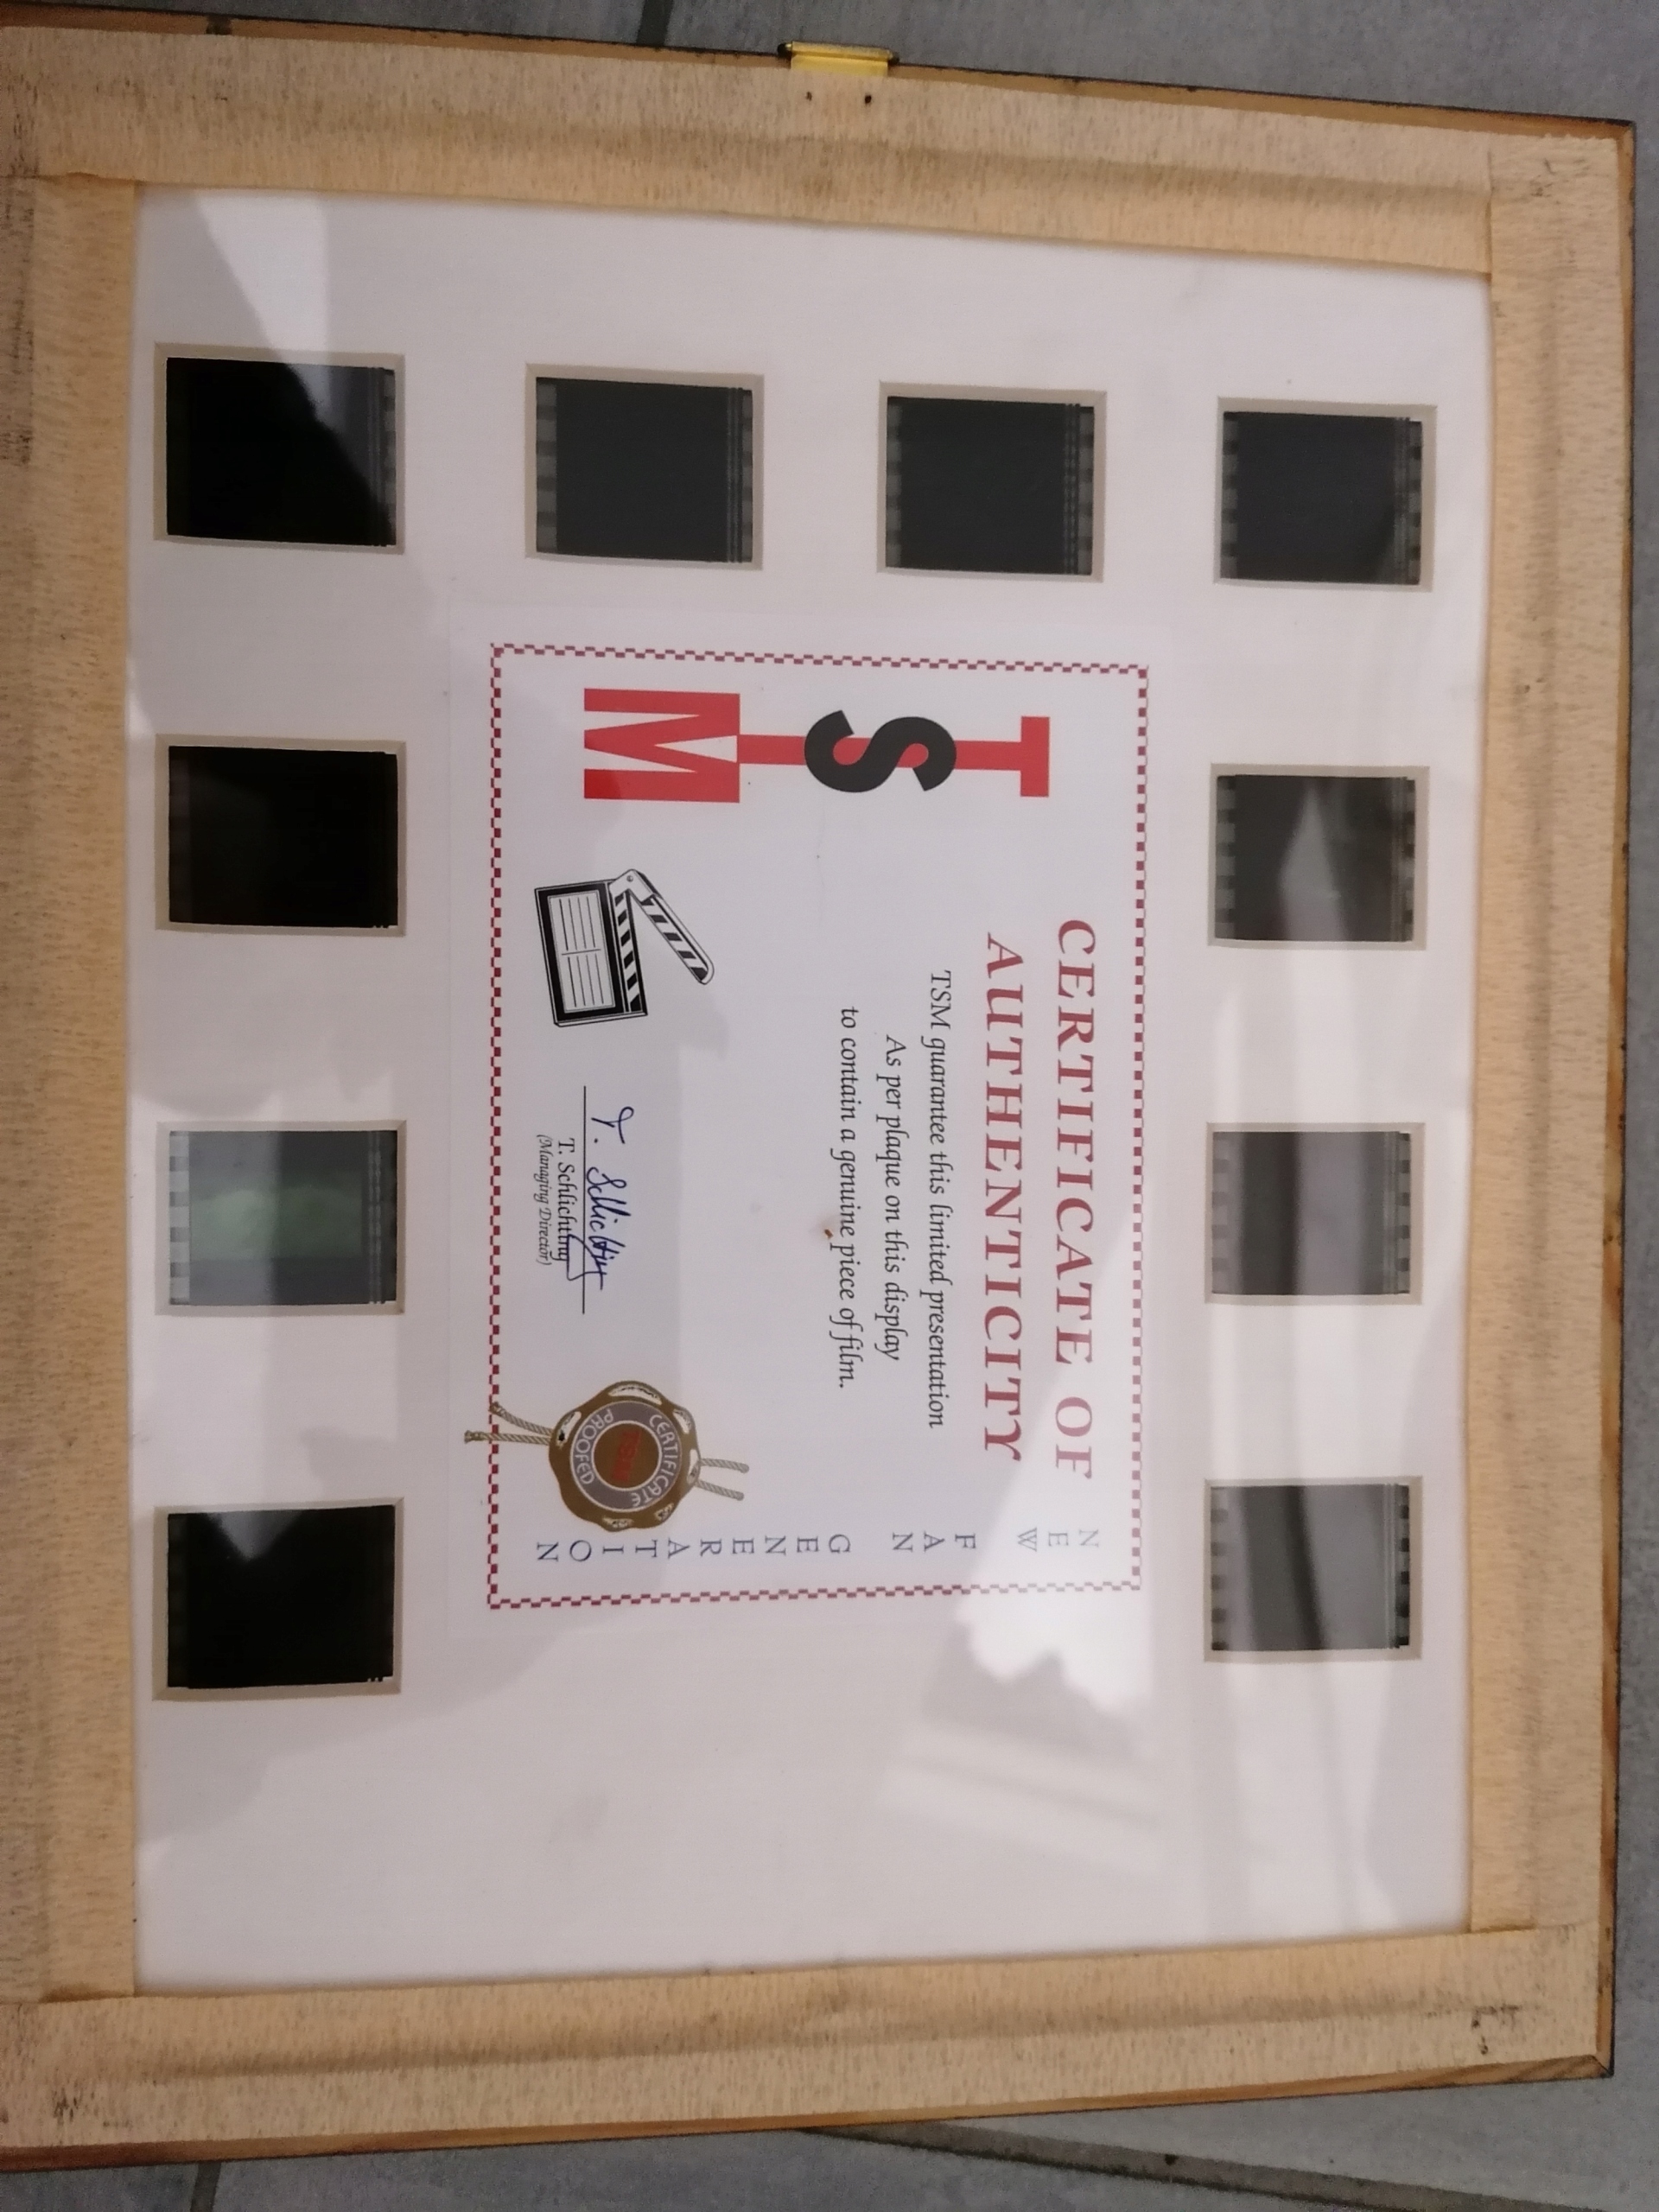 TSM
CERTIFICATE OF
AUTHENTICITY
TSM guarantee this limited presentation
As per plaque on this display
to contain a genuine piece of film.
T. Schlichting
T. Schlichting
(Managing Director)
CERTIFICATE
TSM
PROOFED
NEW FAN GENERATION